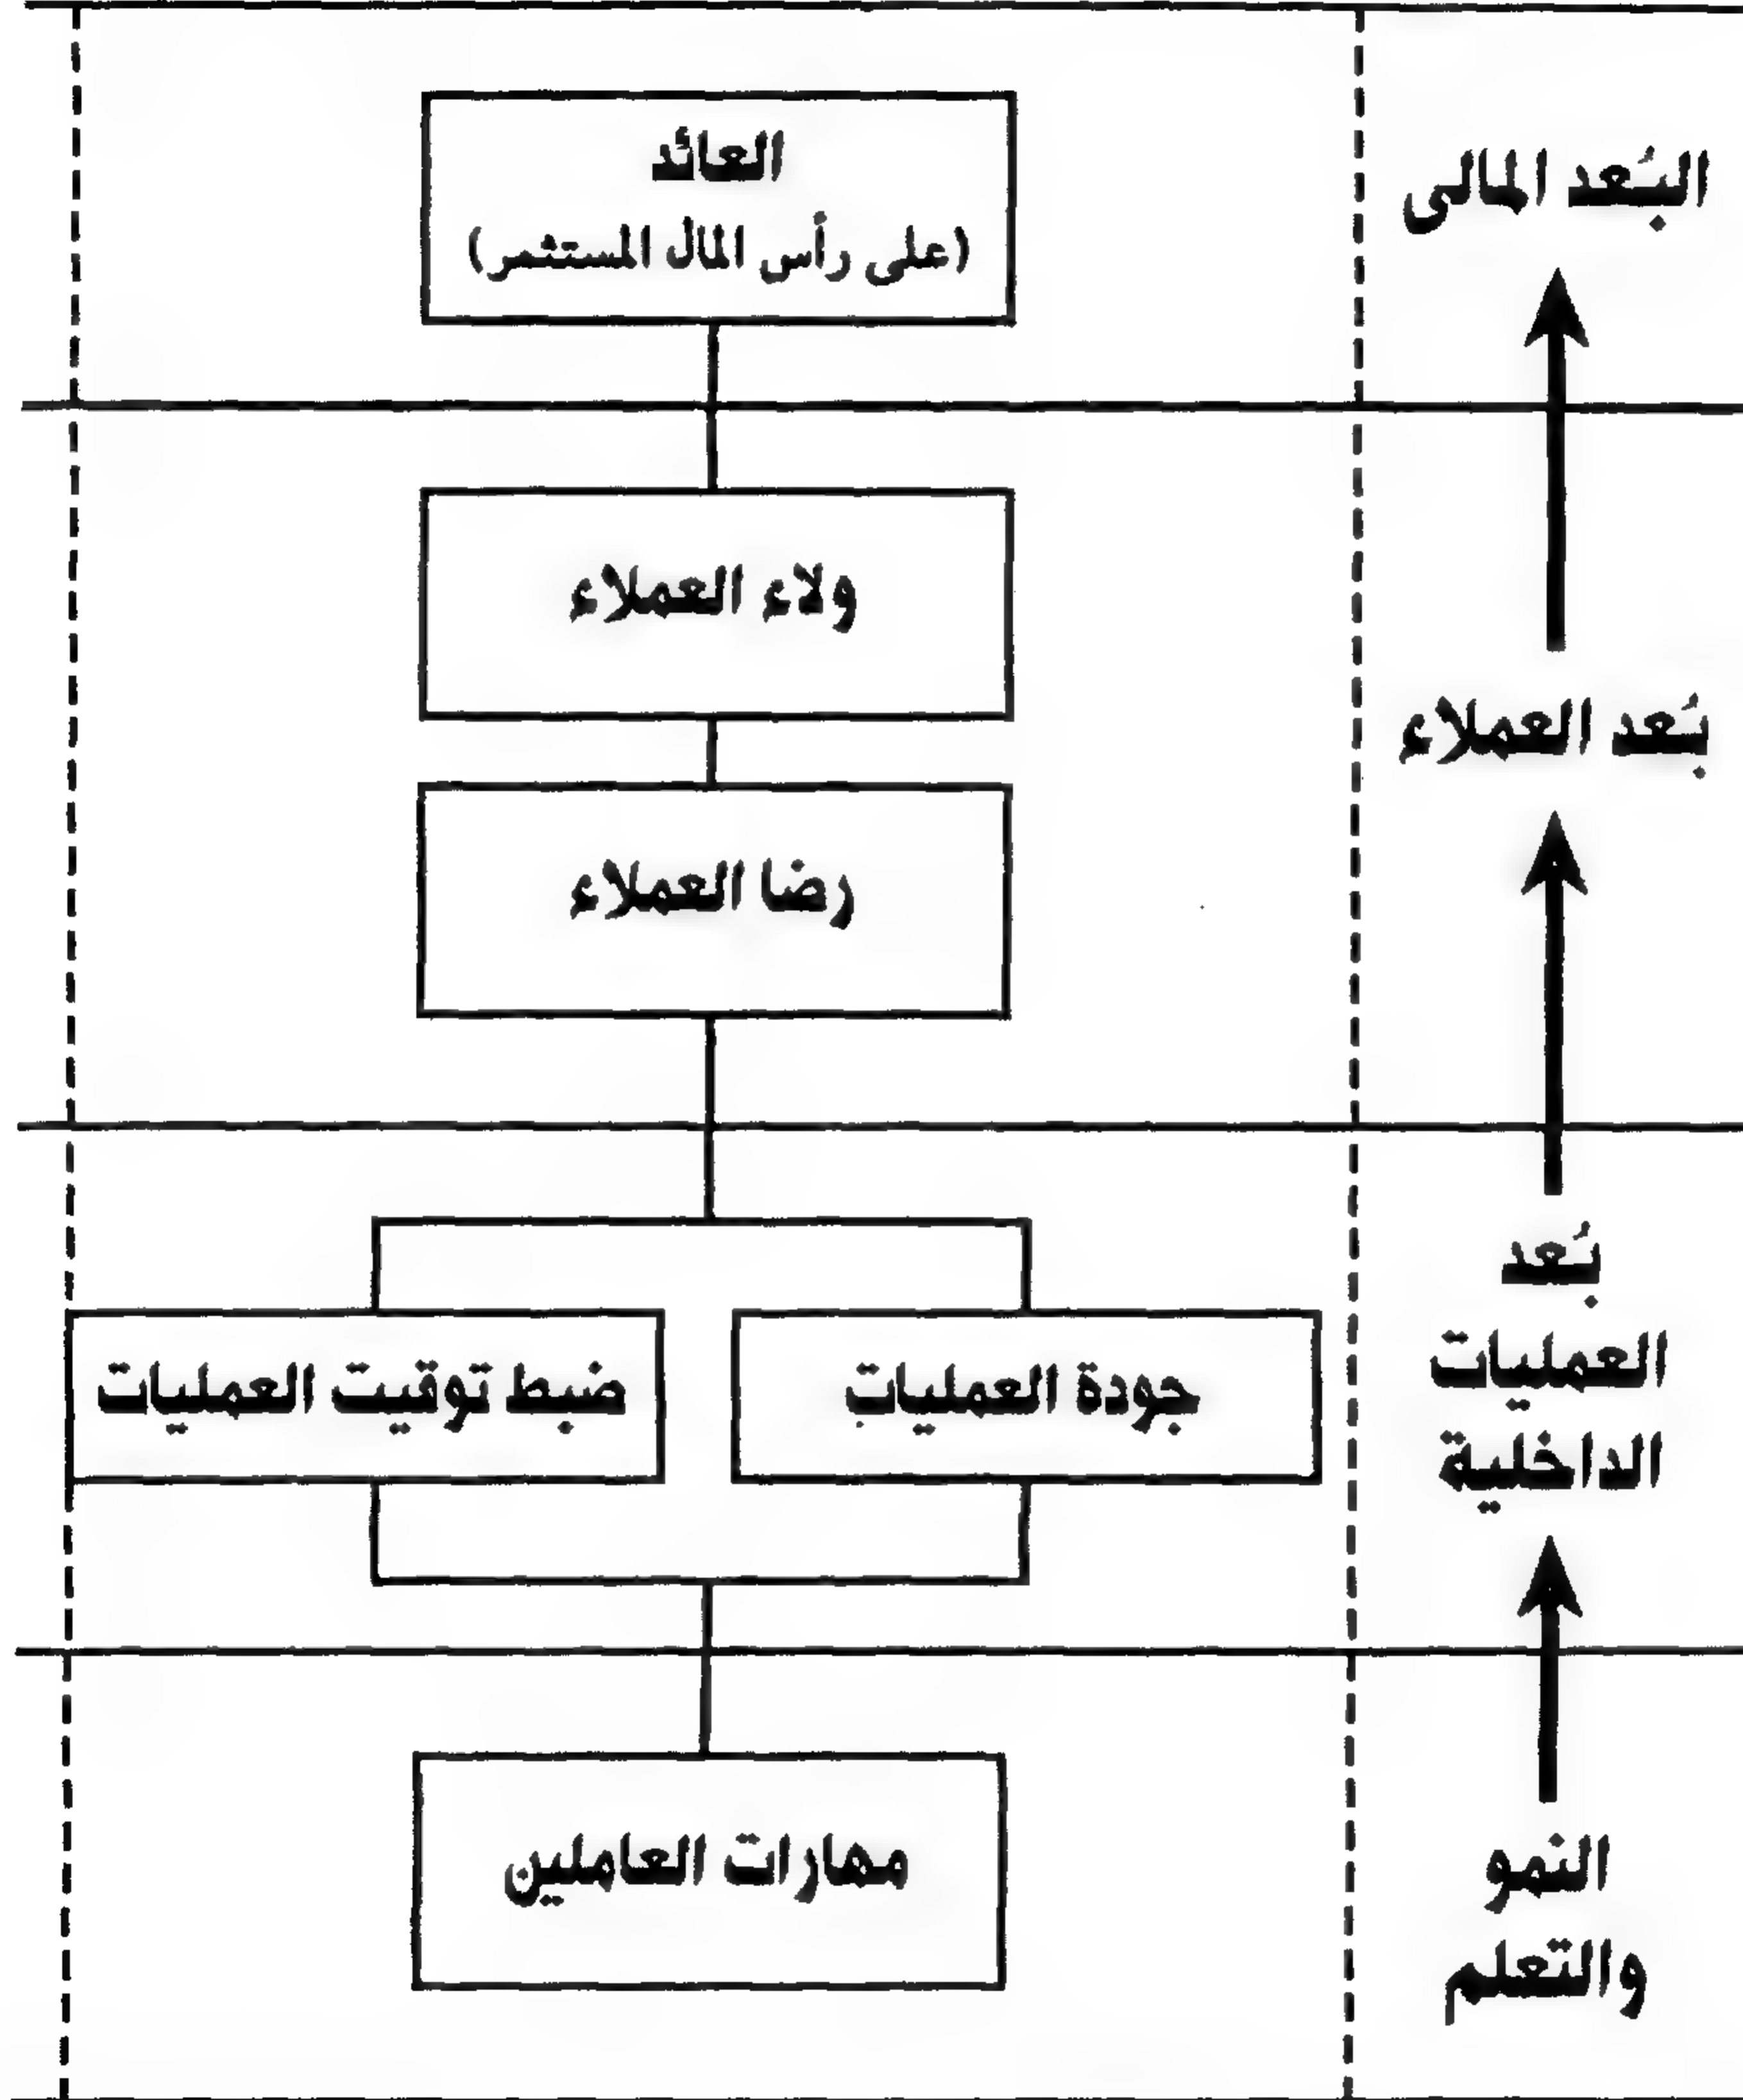 البُعد المالى
العائد
(على رأس المال المستثمر)
بُعد العملاء
ولاء العملاء
رضا العملاء
بُعد
العمليات
الداخلية
جودة العمليات
ضبط توقيت العمليات
النمو
والتعلم
مهارات العاملين